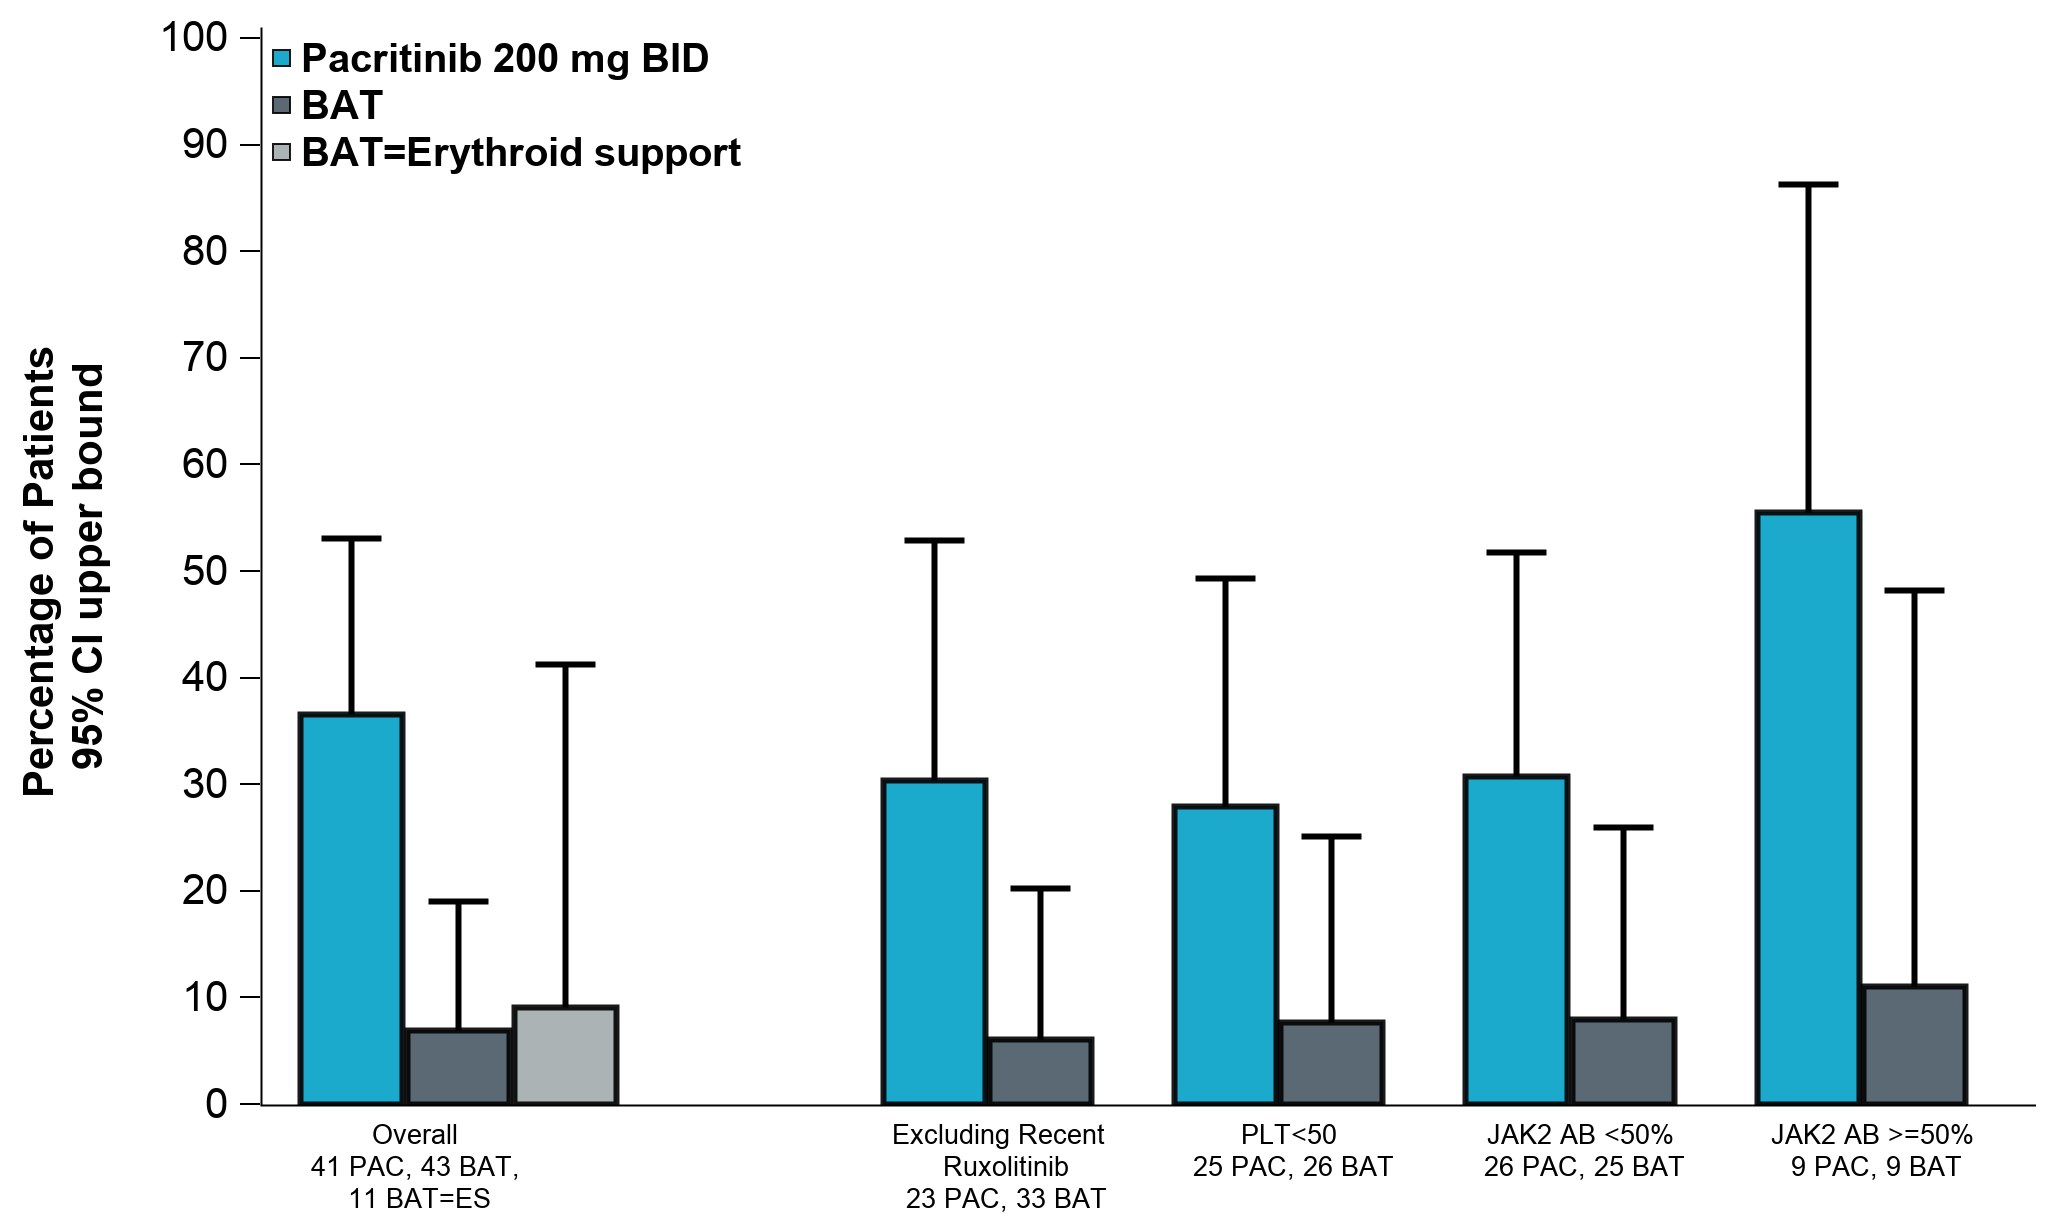 100
90
80
70
60
50
40
30
20
10
0
Percentage of Patients
95% CI upper bound
Pacritinib 200 mg BID
BAT
BAT=Erythroid support
Overall
41 PAC, 43 BAT,
11 BAT=ES
Excluding Recent
Ruxolitinib
23 PAC, 33 BAT
PLT<50
25 PAC, 26 BAT
JAK2 AB <50%
26 PAC, 25 BAT
JAK2 AB >=50%
9 PAC, 9 BAT